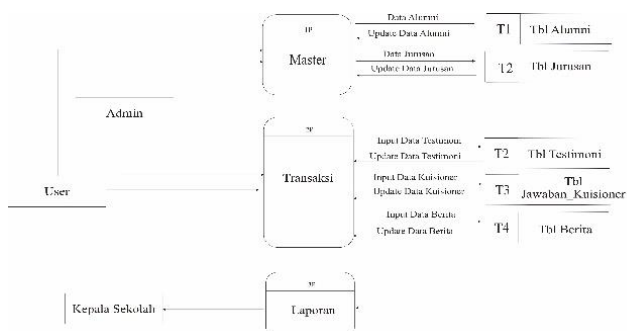 Data Alumni
Update Data Alumni
T1 Tbl Alumni
1P
Master
Data Jurusan
Update Data Jurusan
T2 Tbl Jurusan
Admin
Input Data Testimoni
Update Data Testimoni
T2 Tbl Testimoni
Transaksi
Input Data Kuisioner
Update Data Kuisioner
T3 Tbl Jawaban_Kuisioner
User
Input Data Berita
Update Data Berita
T4 Tbl Berita
Kepala Sekolah
Laporan